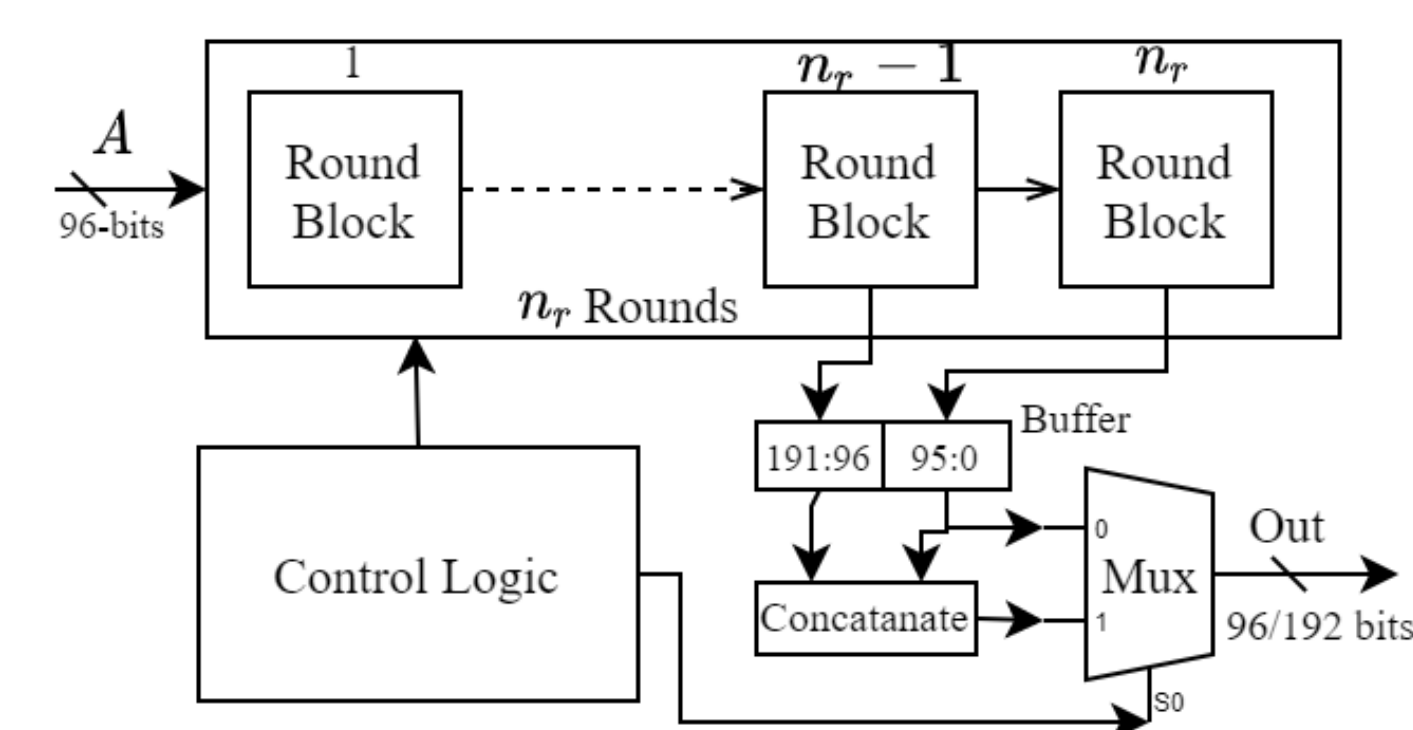 1
n_r − 1
n_r
A
96-bits
Round
Block
Round
Block
Round
Block
n_r Rounds
Buffer
191:96
95:0
Control Logic
Concatanate
0
1
Mux
S0
Out
96/192 bits